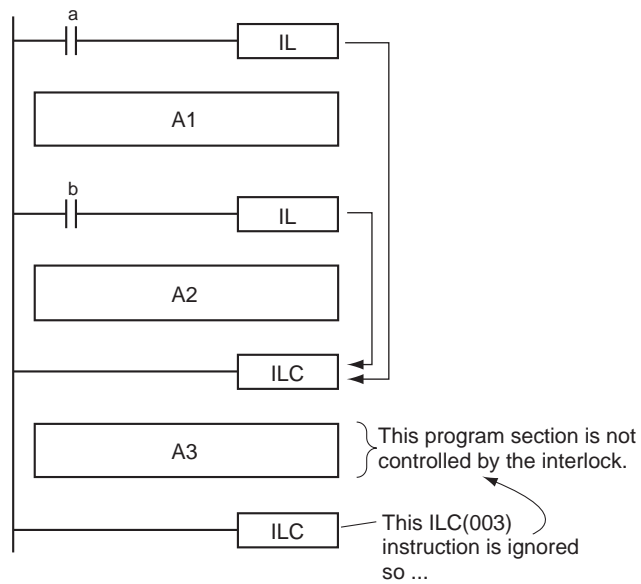 a
IL
A1
b
IL
A2
ILC
A3
This program section is not
controlled by the interlock.
ILC
This ILC(003)
instruction is ignored
so ...